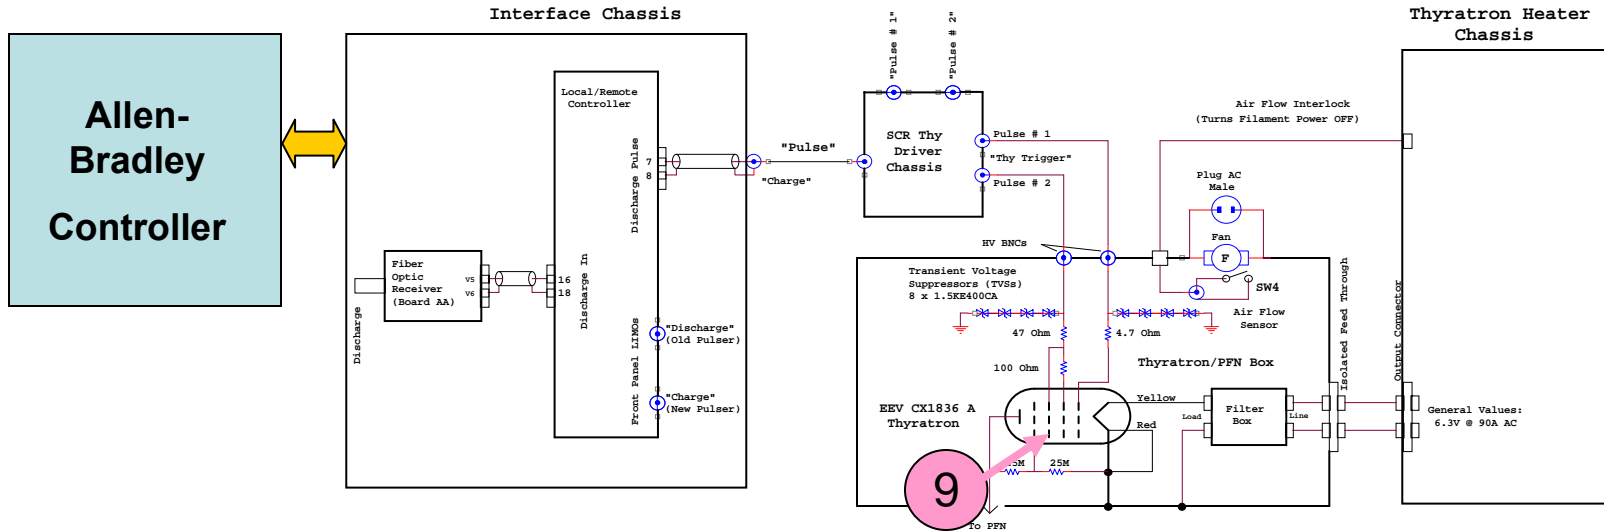 Interface Chassis
Thyratron Heater
Chassis
Allen-
Bradley
Controller
Local/Remote
Controller
Discharge Pulse
7
8
"Pulse"
"Charge"
"Pulse # 1"
"Pulse # 2"
SCR Thy
Driver
Chassis
Pulse # 1
"Thy Trigger"
Pulse # 2
Air Flow Interlock
(Turns Filament Power OFF)
Plug AC
Male
Fan
F
SW4
Air Flow
Sensor
HV BNCs
Transient Voltage
Suppressors (TVSs)
8 x 1.5KE400CA
47 Ohm
4.7 Ohm
100 Ohm
Thyratron/PFN Box
Fiber
Optic
Receiver
(Board AA)
V5
V6
16
18
Discharge
Discharge In
Front Panel LIMOs
"Discharge"
(Old Pulser)
"Charge"
(New Pulser)
EEV CX1836 A
Thyratron
Yellow
Red
Load
Filter
Box
Line
Isolated Feed Through
Output Connector
General Values:
6.3V @ 90A AC
25M
9
To PFN